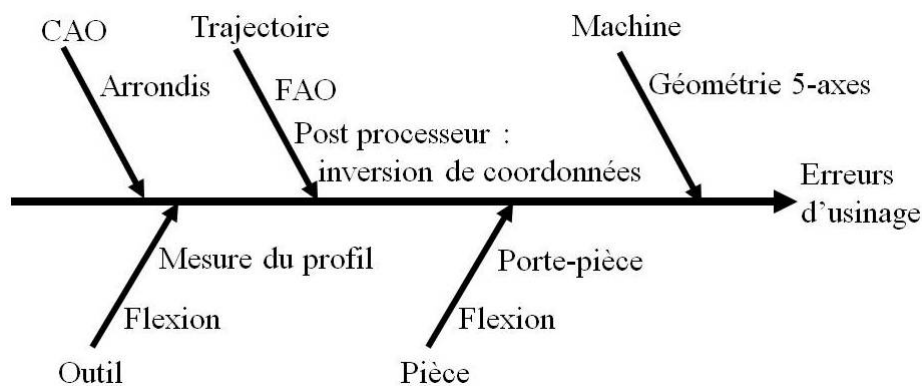 CAO
Trajectoire
Machine
Arrondis
FAO
Géométrie 5-axes
Post processeur :
inversion de coordonnées
Erreurs
d'usinage
Mesure du profil
Porte-pièce
Flexion
Flexion
Outil
Pièce